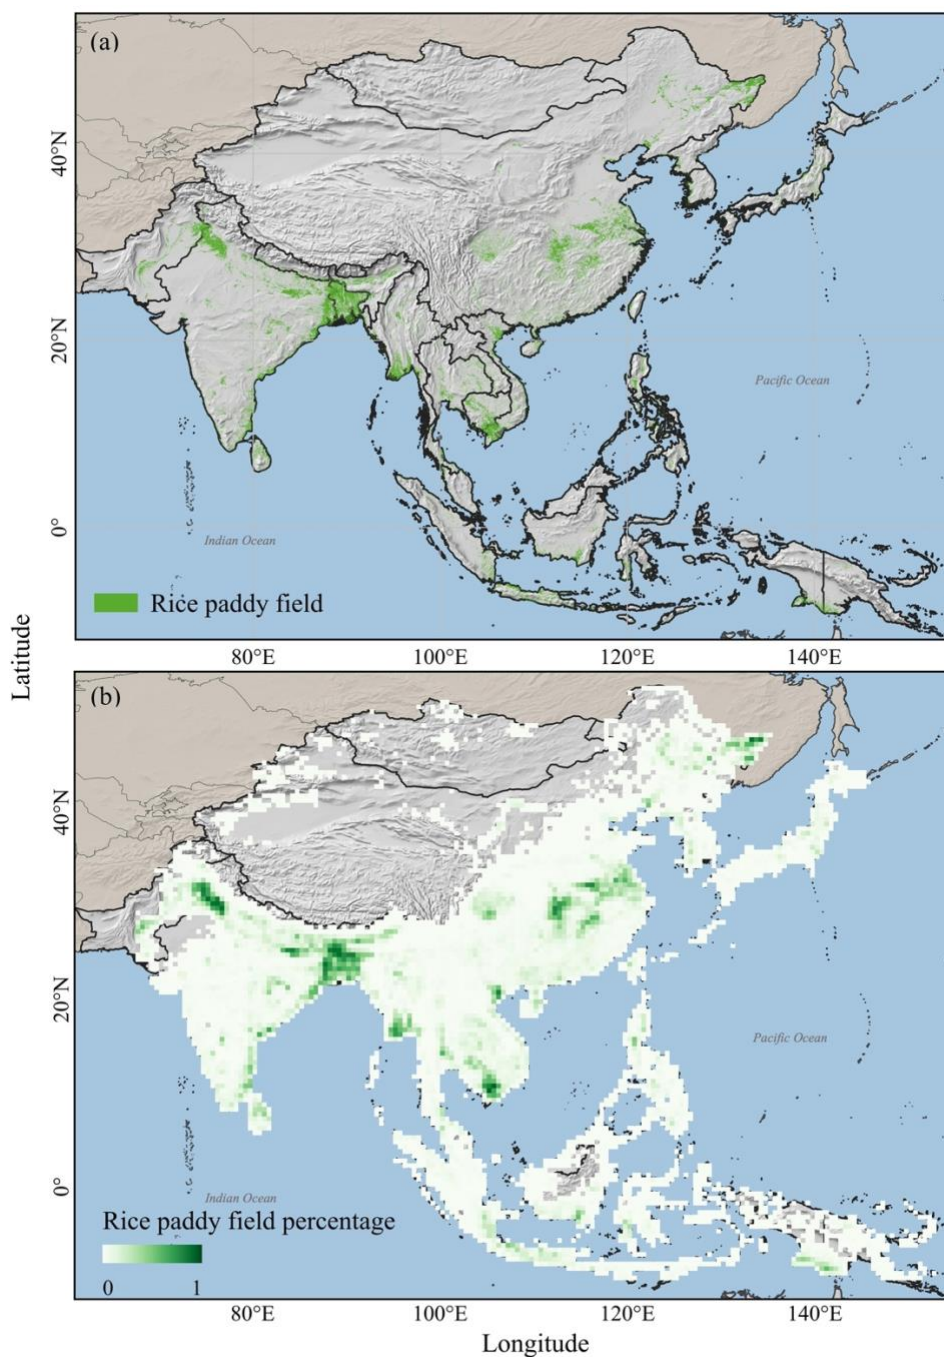 (a)
40°N
20°N
0°
Pacific Ocean
Indian Ocean
Rice paddy field
80°E 100°E 120°E 140°E
Latitude
(b)
40°N
20°N
0°
Pacific Ocean
Indian Ocean
Rice paddy field percentage
0 1
80°E 100°E 120°E 140°E
Longitude